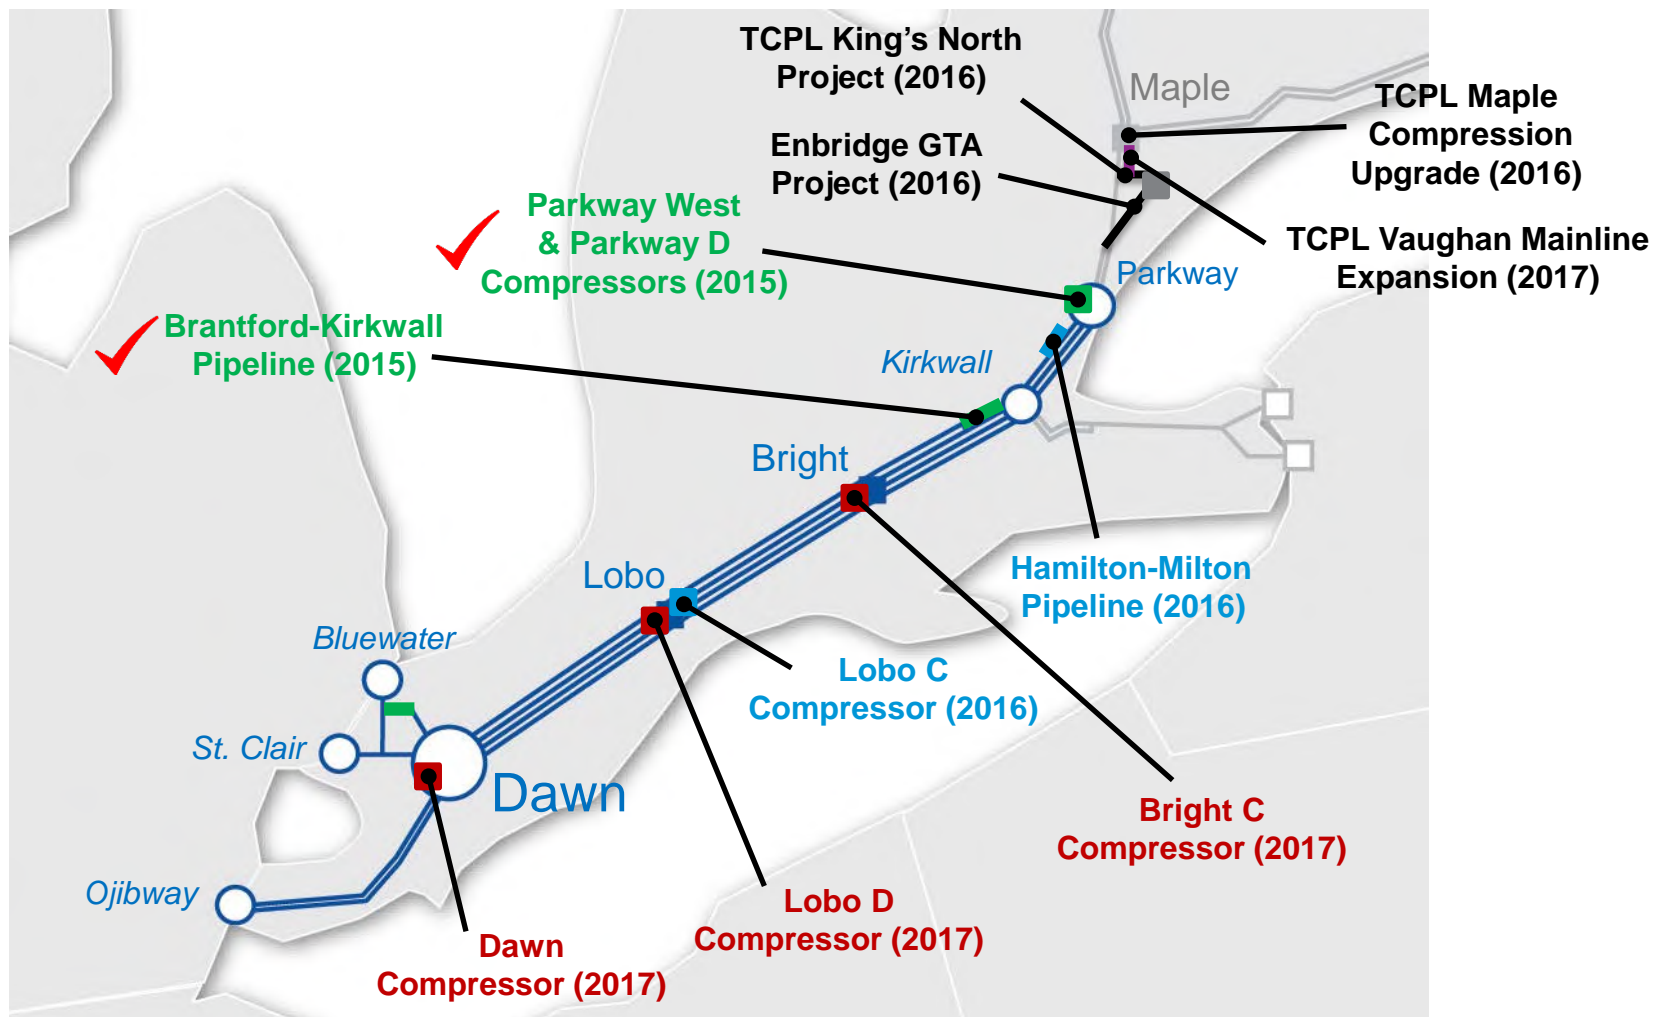 TCPL King’s North
Project (2016)
Maple
TCPL Maple
Compression
Upgrade (2016)
Enbridge GTA
Project (2016)
Parkway West
& Parkway D
Compressors (2015)
TCPL Vaughan Mainline
Expansion (2017)
Parkway
Brantford-Kirkwall
Pipeline (2015)
Kirkwall
Bright
Hamilton-Milton
Pipeline (2016)
Lobo
Bluewater
Lobo C
Compressor (2016)
St. Clair
Dawn
Bright C
Compressor (2017)
Ojibway
Lobo D
Compressor (2017)
Dawn
Compressor (2017)